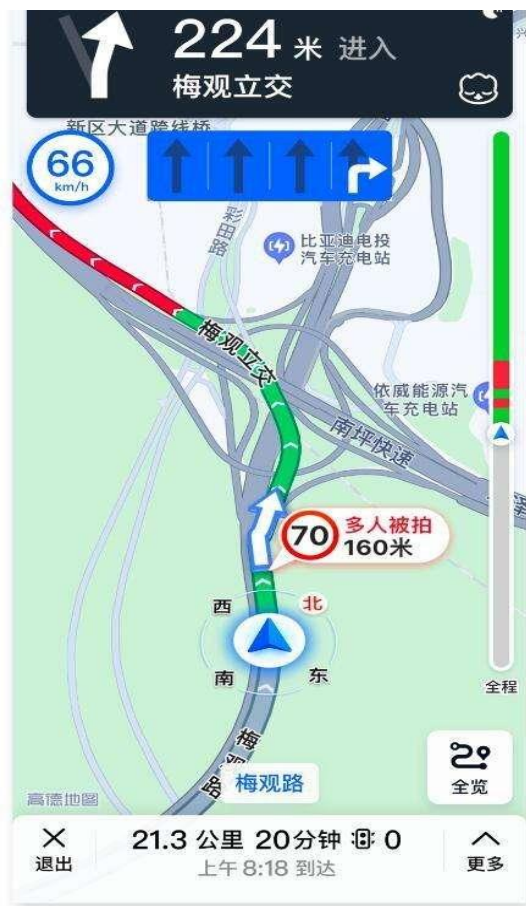 224 米 进入
梅观立交
新区大道跨线桥
66
km/h
彩田路
比亚迪电投
汽车充电站
梅观立交
依威能源汽
车充电站
南坪快速
70
多人被拍
160米
西
北
南
东
全程
梅观路
梅观路
全览
高德地图
退出
21.3 公里 20分钟 0
上午 8:18 到达
更多